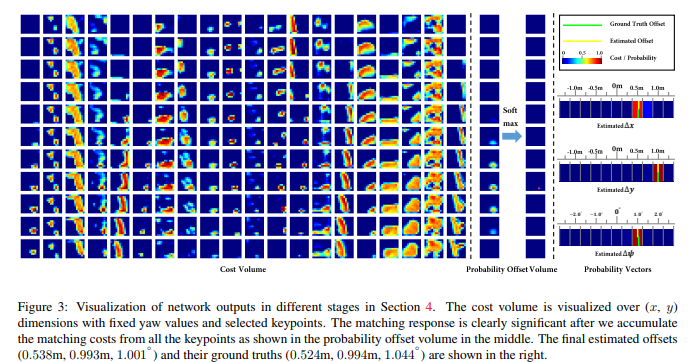 Ground Truth Offset
Estimated Offset
0 0.5 1.0
Cost / Probability
-1.0m -0.5m 0m 0.5m 1.0m
EstimatedΔx
Soft
max
-1.0m -0.5m 0m 0.5m 1.0m
EstimatedΔy
-2.0° -1.0° 0° 1.0° 2.0°
EstimatedΔψ
Cost Volume Probability Offset Volume Probability Vectors
Figure 3: Visualization of network outputs in different stages in Section 4. The cost volume is visualized over (x, y)
dimensions with fixed yaw values and selected keypoints. The matching response is clearly significant after we accumulate
the matching costs from all the keypoints as shown in the probability offset volume in the middle. The final estimated offsets
(0.538m, 0.993m, 1.001°) and their ground truths (0.524m, 0.994m, 1.044°) are shown in the right.